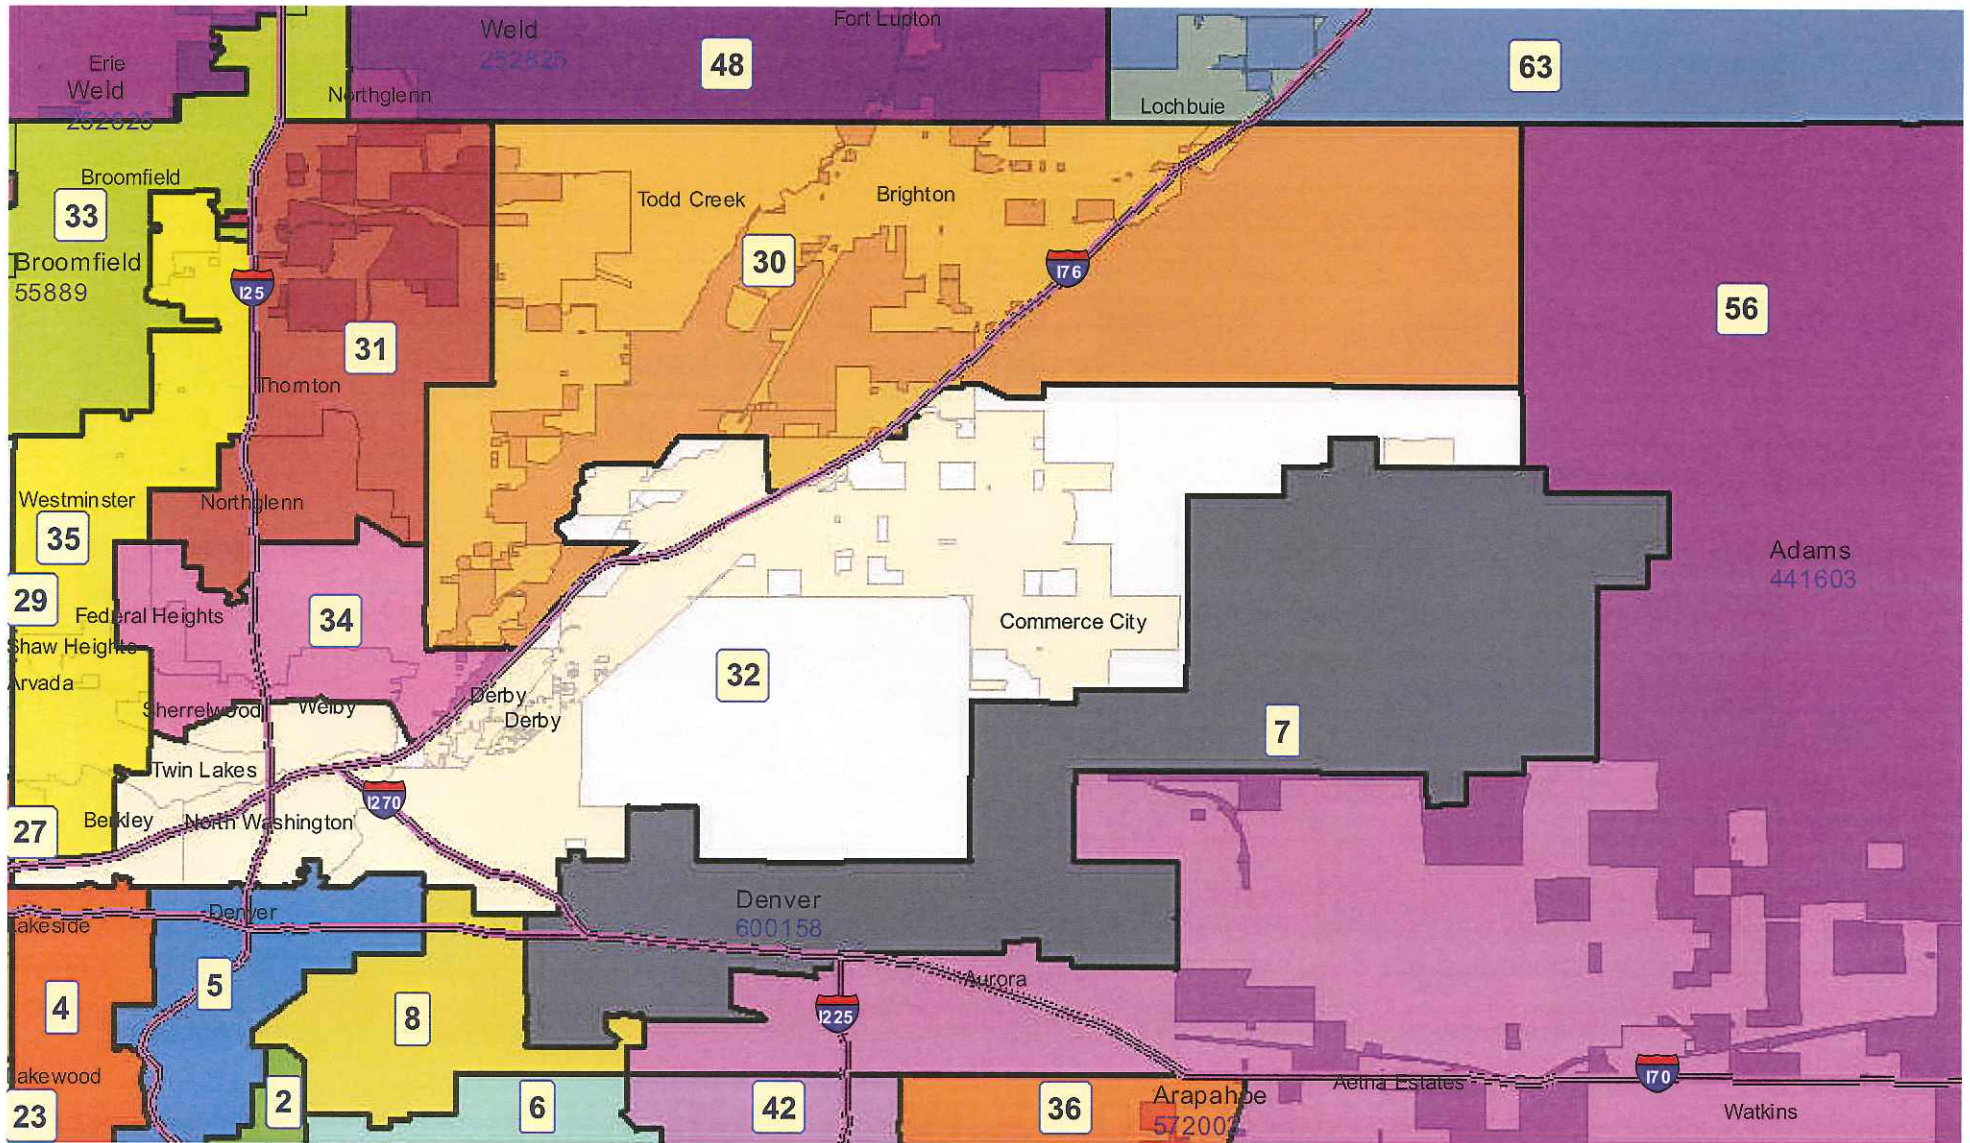 Fort Lupton
Weld
252825
48
63
Erie
Weld
252825
Northglenn
Lochbuie
Broomfield
33
Todd Creek
Brighton
30
Broomfield
55889
I25
I76
56
31
Thornton
Westminster
Northglenn
35
Adams
441603
29
Federal Heights
34
Commerce City
Shaw Heights
Arvada
32
Sherrelwood
Welby
Derby
Derby
7
Twin Lakes
I270
27
Berkley
North Washington
Denver
600158
Denver
Lakeside
5
4
8
Aurora
I225
Lakewood
23
2
6
42
36
Arapahoe
572003
Aetna Estates
I70
Watkins